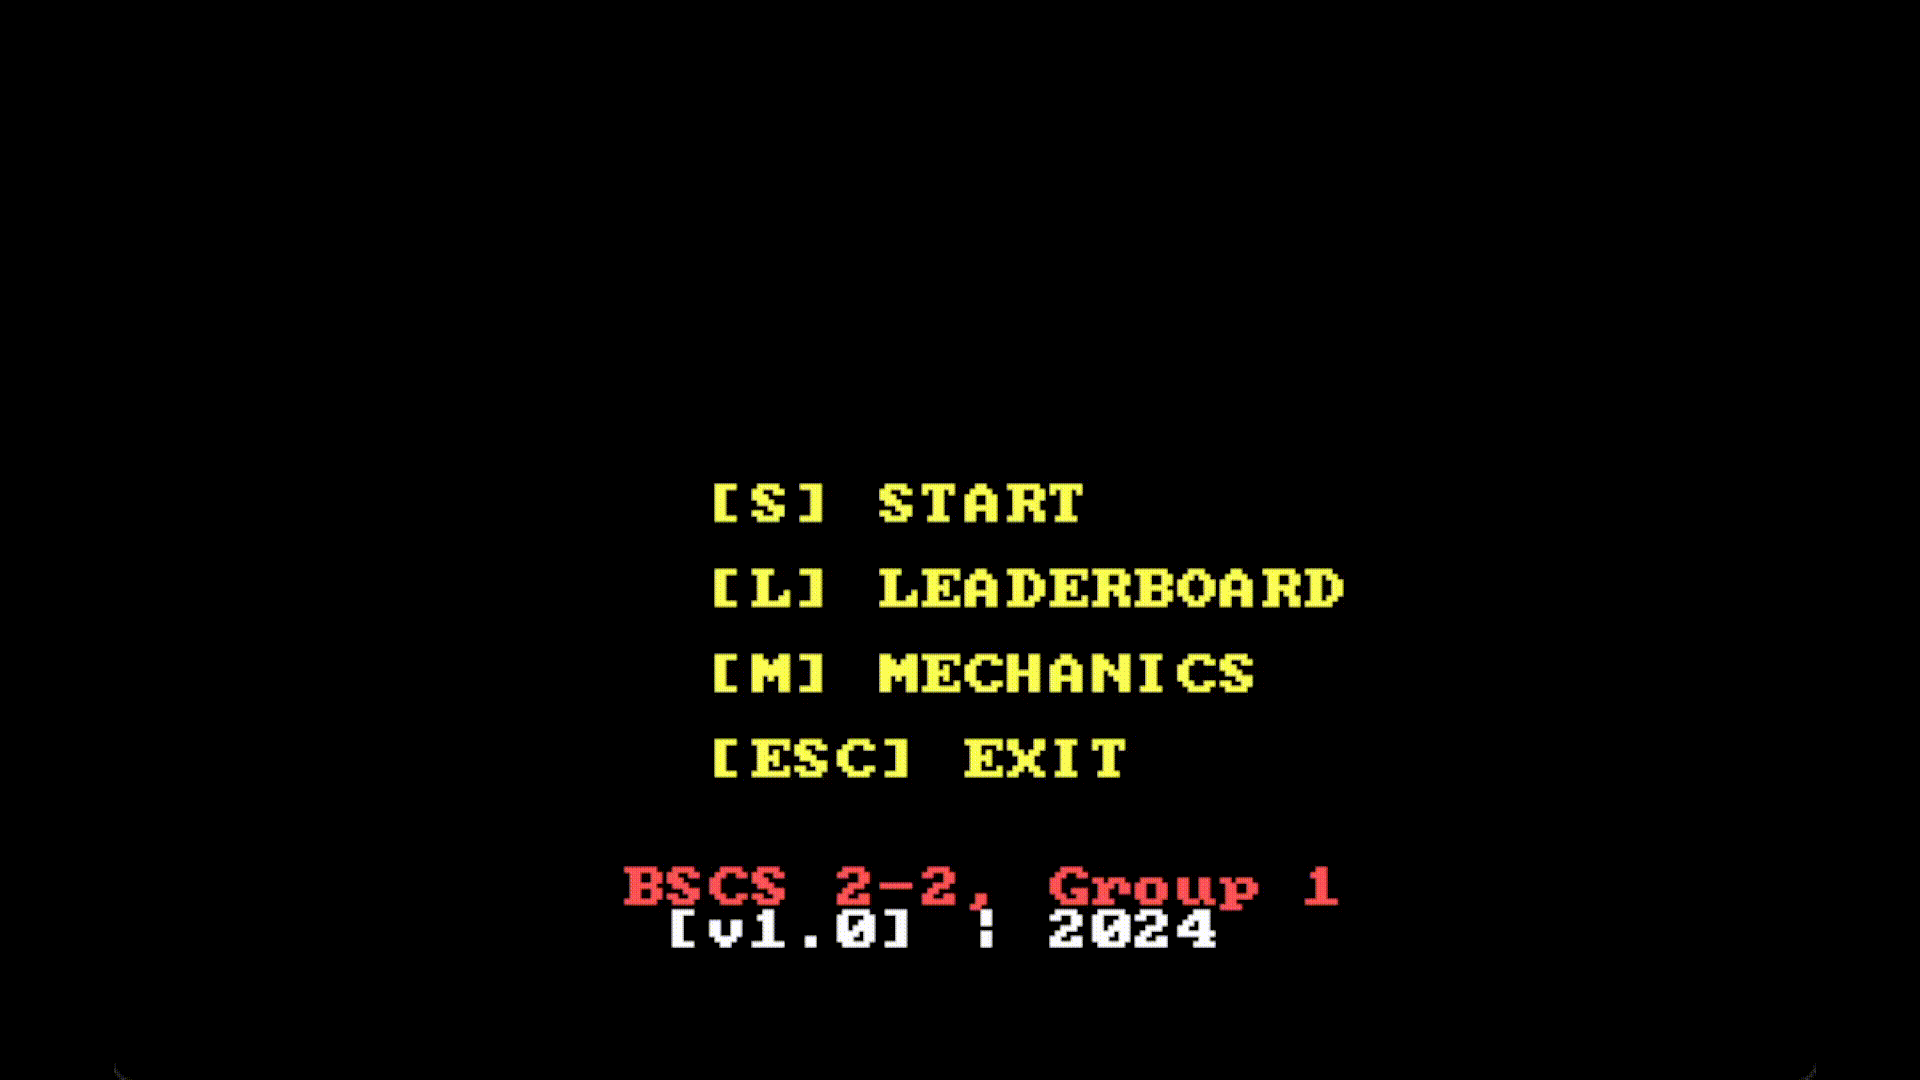 [S] START
[L] LEADERBOARD
[M] MECHANICS
[ESC] EXIT
BSCS 2-2, Group 1
[v1.0] : 2024